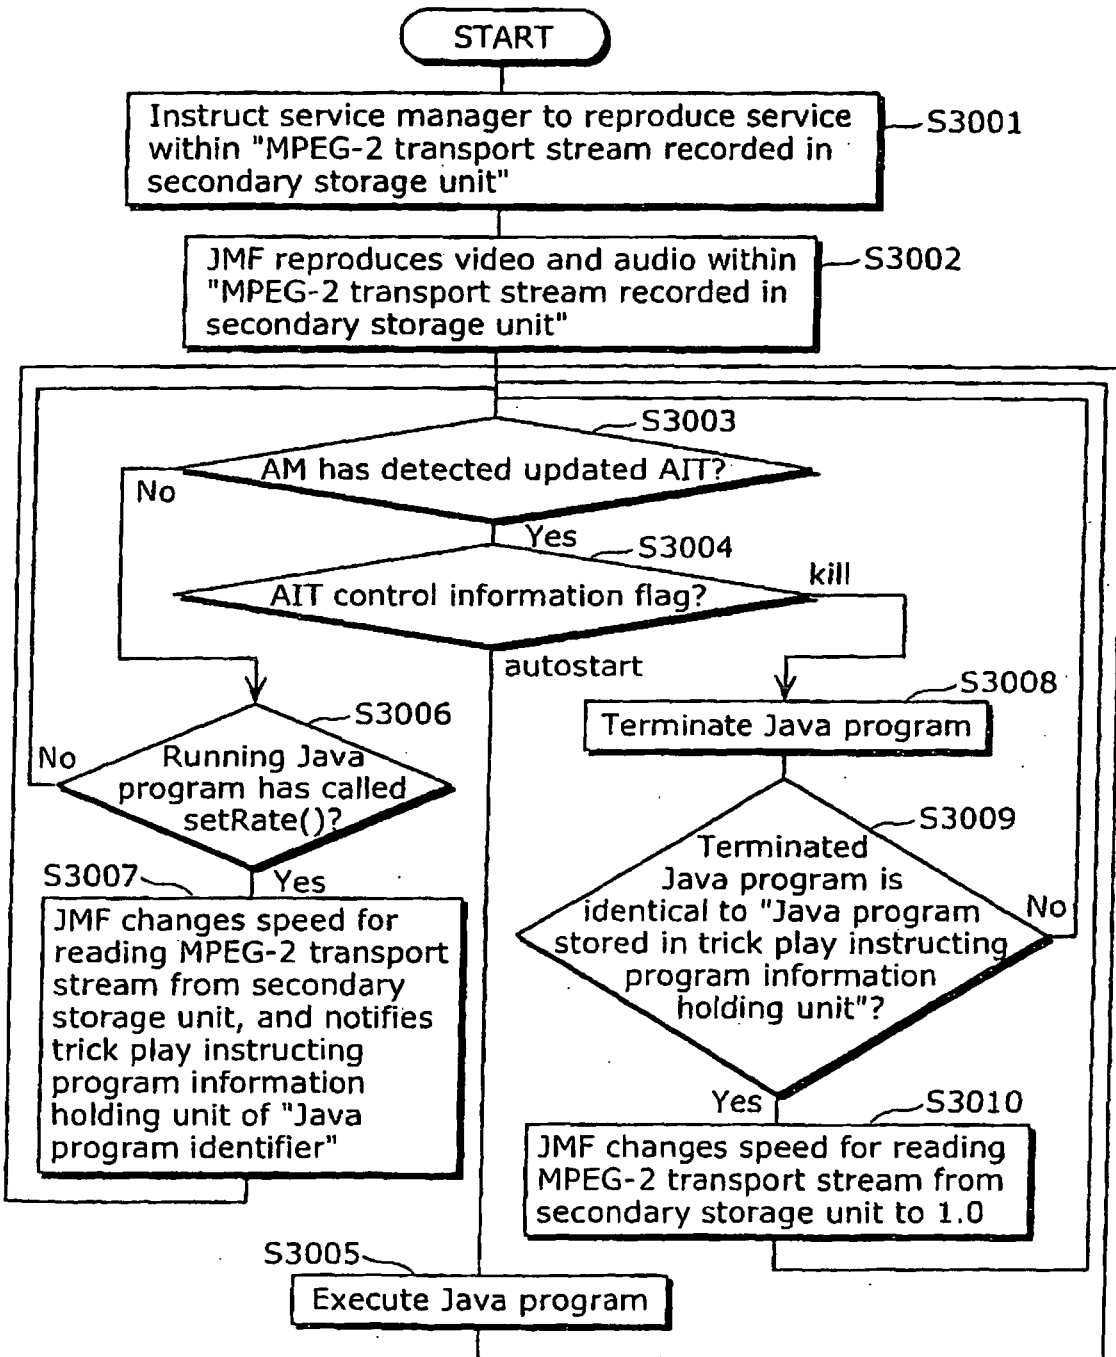 START
Instruct service manager to reproduce service
within "MPEG-2 transport stream recorded in
secondary storage unit"
S3001
JMF reproduces video and audio within
"MPEG-2 transport stream recorded in
secondary storage unit"
S3002
S3003
AM has detected updated AIT?
No
Yes
S3004
AIT control information flag?
kill
autostart
S3006
Running Java
program has called
setRate()?
No
Yes
S3007
JMF changes speed for
reading MPEG-2 transport
stream from secondary
storage unit, and notifies
trick play instructing
program information
holding unit of "Java
program identifier"
S3008
Terminate Java program
S3009
Terminated
Java program is
identical to "Java program
stored in trick play instructing
program information
holding unit"?
No
Yes
S3010
JMF changes speed for reading
MPEG-2 transport stream from
secondary storage unit to 1.0
S3005
Execute Java program